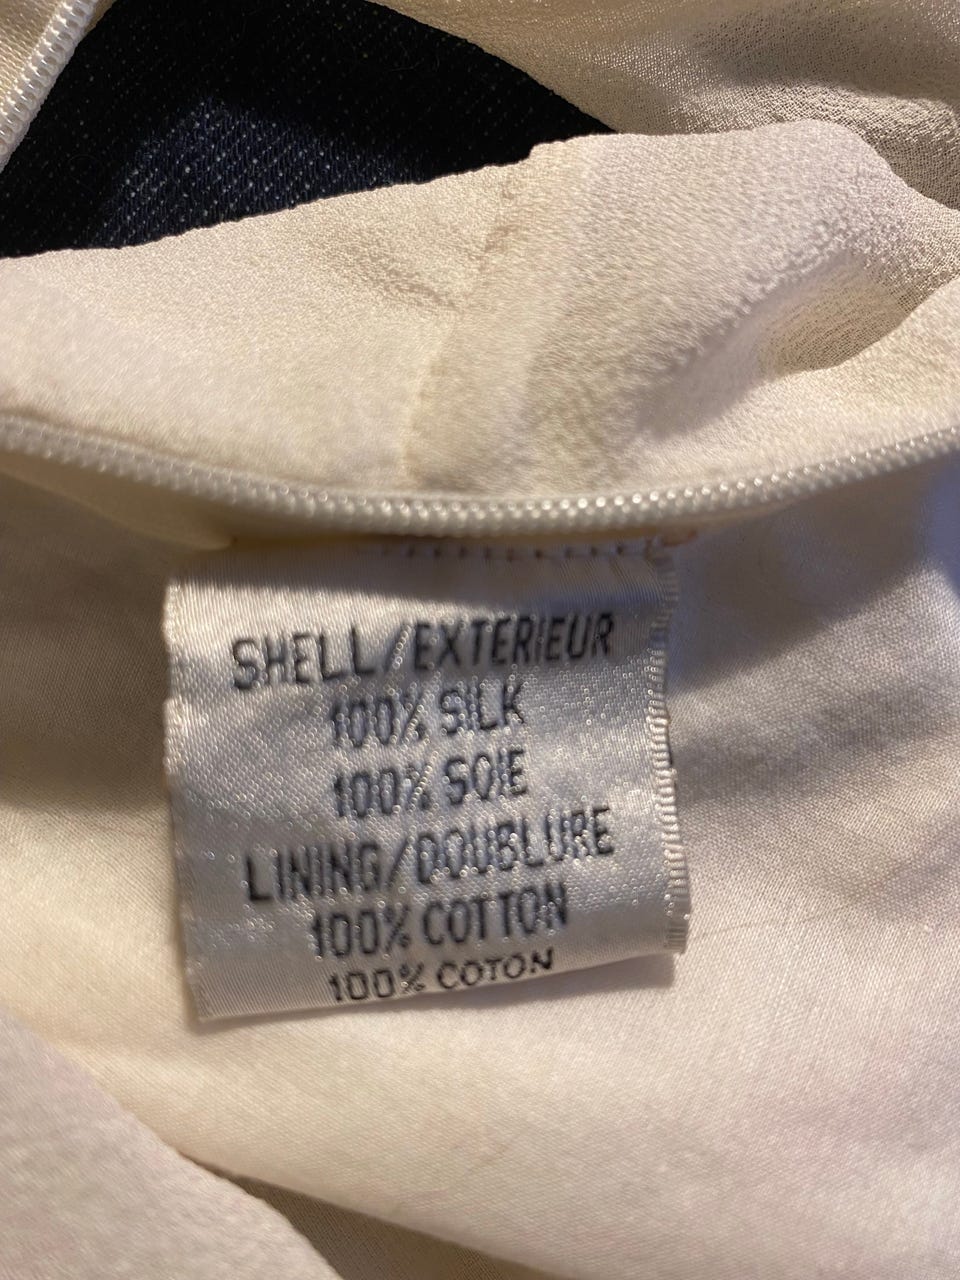 SHELL/EXTERIEUR
100% SILK
100% SOIE
LINING/DOUBLURE
100% COTTON
100% COTON